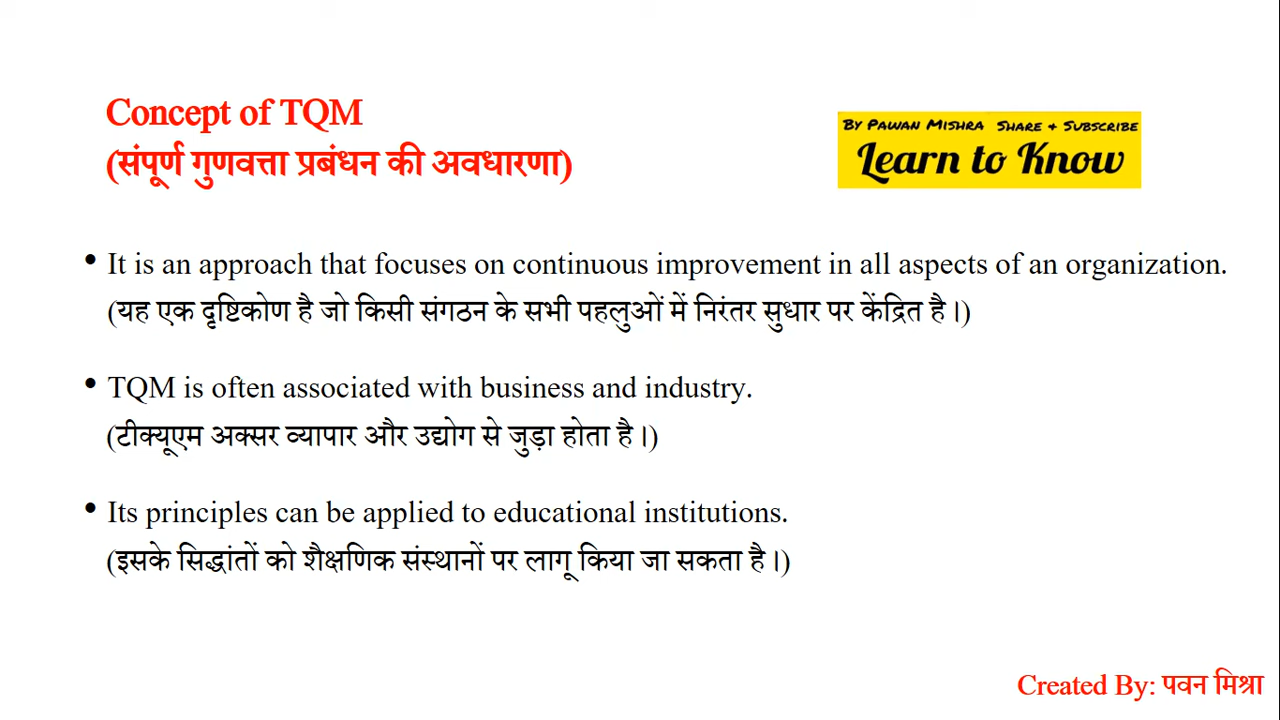 Concept of TQM
(संपूर्ण गुणवत्ता प्रबंधन की अवधारणा)
By Pawan Mishra Share & Subscribe
Learn to Know
• It is an approach that focuses on continuous improvement in all aspects of an organization.
(यह एक दृष्टिकोण है जो किसी संगठन के सभी पहलुओं में निरंतर सुधार पर केंद्रित है।)
• TQM is often associated with business and industry.
(टीक्यूएम अक्सर व्यापार और उद्योग से जुड़ा होता है।)
• Its principles can be applied to educational institutions.
(इसके सिद्धांतों को शैक्षणिक संस्थानों पर लागू किया जा सकता है।)
Created By: पवन मिश्रा